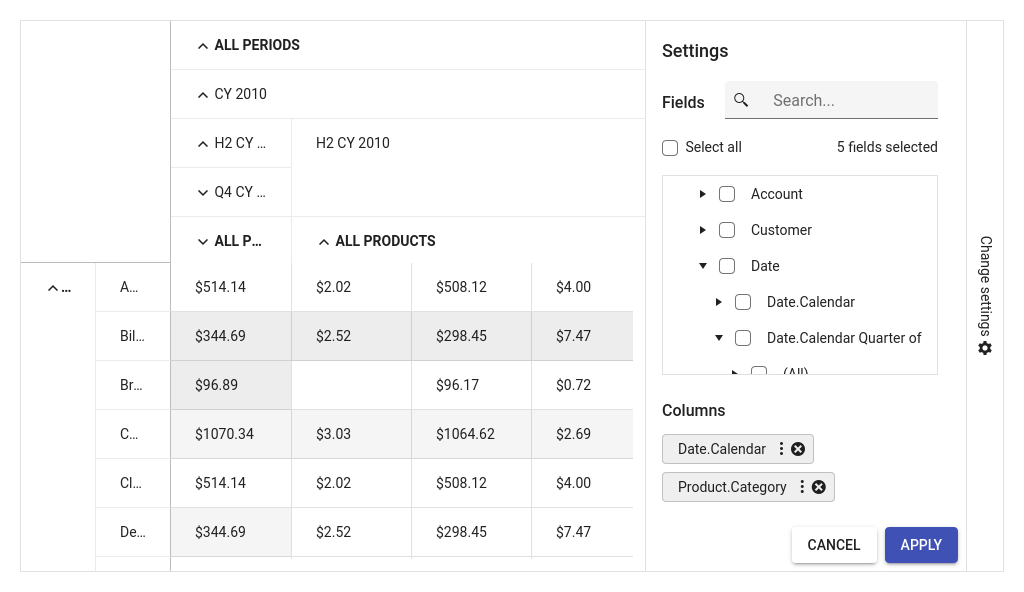 ALL PERIODS
CY 2010
H2 CY ...
H2 CY 2010
Q4 CY ...
ALL P...
ALL PRODUCTS
...
A...
$514.14
$2.02
$508.12
$4.00
Bil...
$344.69
$2.52
$298.45
$7.47
Br...
$96.89
$96.17
$0.72
C...
$1070.34
$3.03
$1064.62
$2.69
Cl...
$514.14
$2.02
$508.12
$4.00
De...
$344.69
$2.52
$298.45
$7.47
Settings
Fields
Search...
Select all
5 fields selected
Account
Customer
Date
Date.Calendar
Date.Calendar Quarter of
(All)
Columns
Date.Calendar
Product.Category
CANCEL
APPLY
Change settings